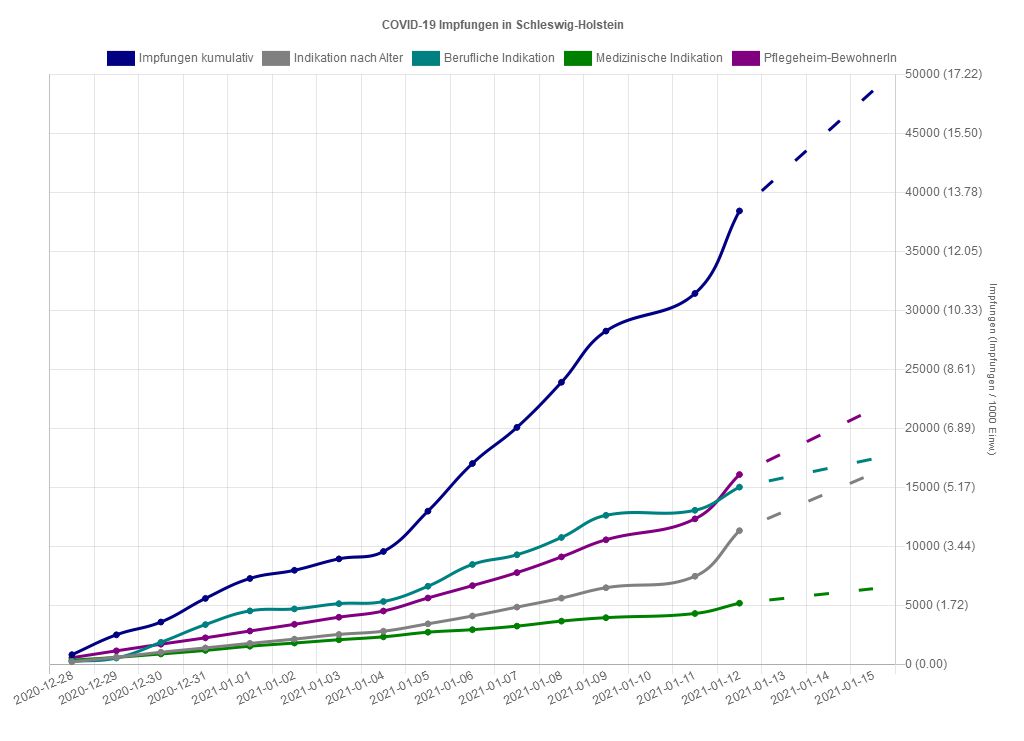 COVID-19 Impfungen in Schleswig-Holstein
Impfungen kumulativ Indikation nach Alter Berufliche Indikation Medizinische Indikation Pflegeheim-BewohnerIn
50000 (17.22)
45000 (15.50)
40000 (13.78)
35000 (12.05)
30000 (10.33)
25000 (8.61)
20000 (6.89)
15000 (5.17)
10000 (3.44)
5000 (1.72)
0 (0.00)
Impfungen (Impfungen / 1000 Einw.)
2020-12-28 2020-12-29 2020-12-30 2020-12-31 2021-01-01 2021-01-02 2021-01-03 2021-01-04 2021-01-05 2021-01-06 2021-01-07 2021-01-08 2021-01-09 2021-01-10 2021-01-11 2021-01-12 2021-01-13 2021-01-14 2021-01-15